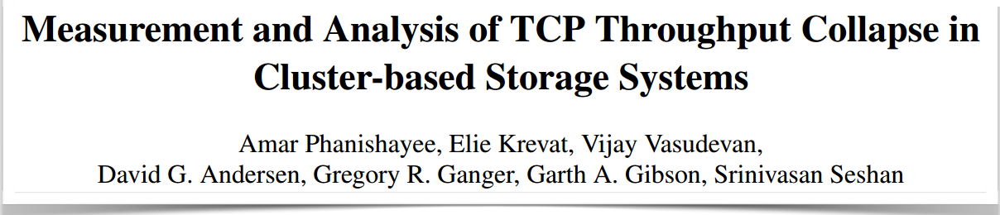 Measurement and Analysis of TCP Throughput Collapse in
Cluster-based Storage Systems
Amar Phanishayee, Elie Krevat, Vijay Vasudevan,
David G. Andersen, Gregory R. Ganger, Garth A. Gibson, Srinivasan Seshan